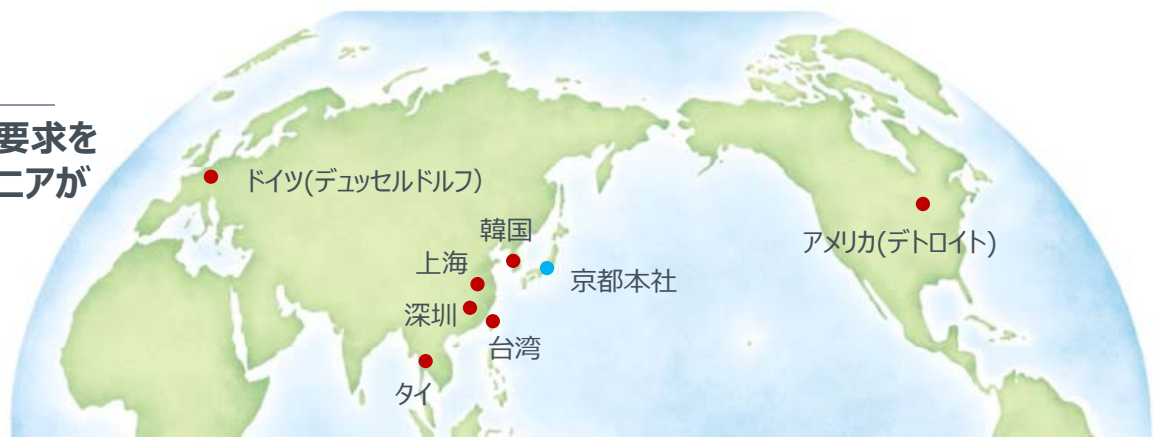 要求を
ニアが
ドイツ(デュッセルドルフ)
韓国
アメリカ(デトロイト)
上海
京都本社
深圳
台湾
タイ